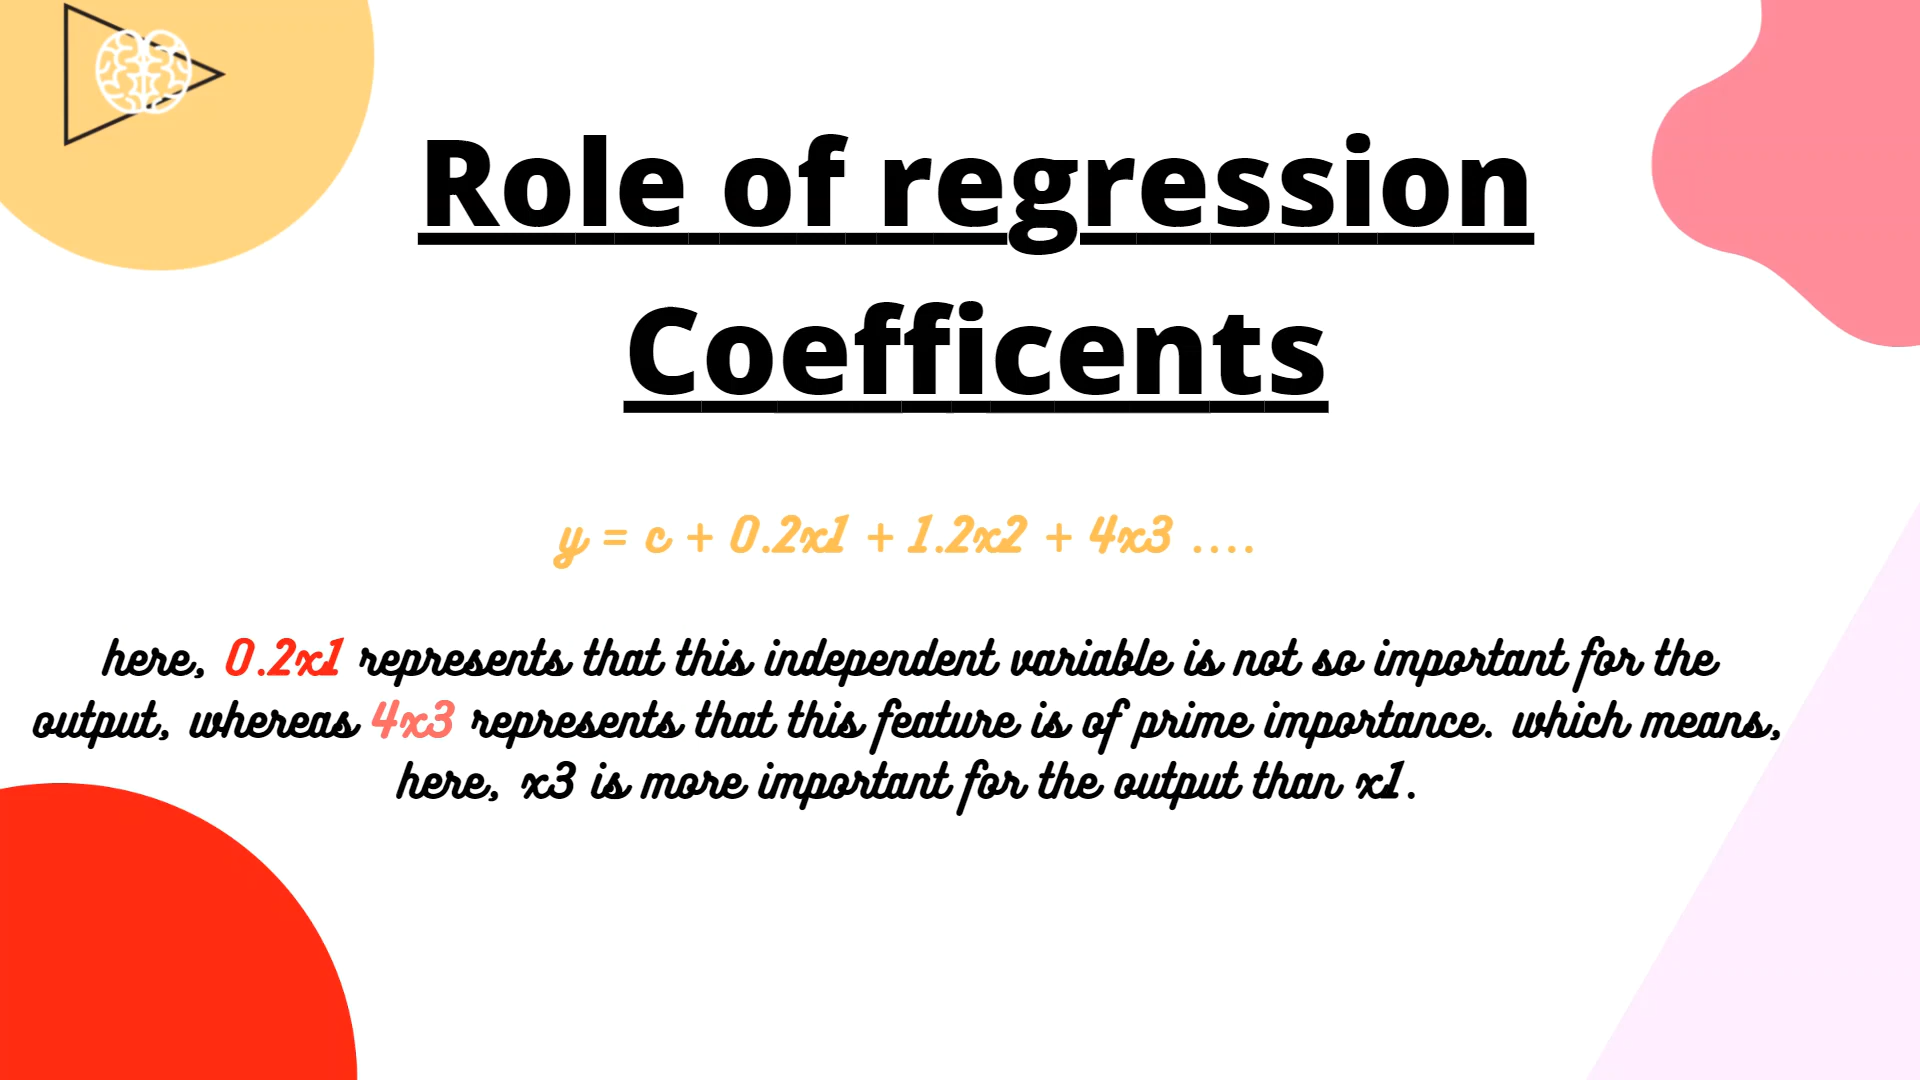 Role of regression
Coefficents
y = c + 0.2x1 + 1.2x2 + 4x3 ....
here, 0.2x1 represents that this independent variable is not so important for the
output, whereas 4x3 represents that this feature is of prime importance. which means,
here, x3 is more important for the output than x1.